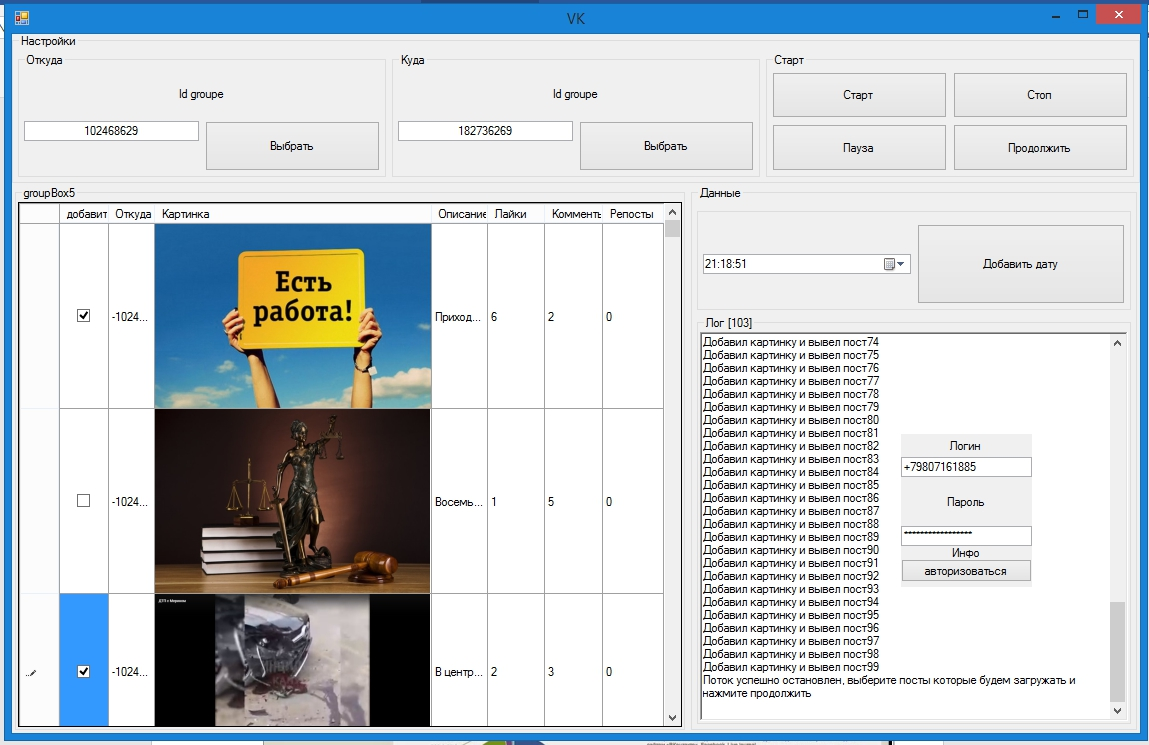 VK
Настройки
Откуда
Id groupe
102468629
Выбрать
Куда
Id groupe
182736269
Выбрать
Старт
Старт
Стоп
Пауза
Продолжить
groupBox5
добавит Откуда Картинка Описание Лайки Комменть Репосты
Есть
работа!
-1024... Приход... 6 2 0
-1024... Восемь... 1 5 0
ДТП с Маркина
-1024... В центр... 2 3 0
Данные
21:18:51
Добавить дату
Лог [103]
Добавил картинку и вывел пост74
Добавил картинку и вывел пост75
Добавил картинку и вывел пост76
Добавил картинку и вывел пост77
Добавил картинку и вывел пост78
Добавил картинку и вывел пост79
Добавил картинку и вывел пост80
Добавил картинку и вывел пост81
Добавил картинку и вывел пост82
Добавил картинку и вывел пост83
Добавил картинку и вывел пост84
Добавил картинку и вывел пост85
Добавил картинку и вывел пост86
Добавил картинку и вывел пост87
Добавил картинку и вывел пост88
Добавил картинку и вывел пост89
Добавил картинку и вывел пост90
Добавил картинку и вывел пост91
Добавил картинку и вывел пост92
Добавил картинку и вывел пост93
Добавил картинку и вывел пост94
Добавил картинку и вывел пост95
Добавил картинку и вывел пост96
Добавил картинку и вывел пост97
Добавил картинку и вывел пост98
Добавил картинку и вывел пост99
Поток успешно остановлен, выберите посты которые будем загружать и
нажмите продолжить
Логин
+79807161885
Пароль
*****************
Инфо
авторизоваться